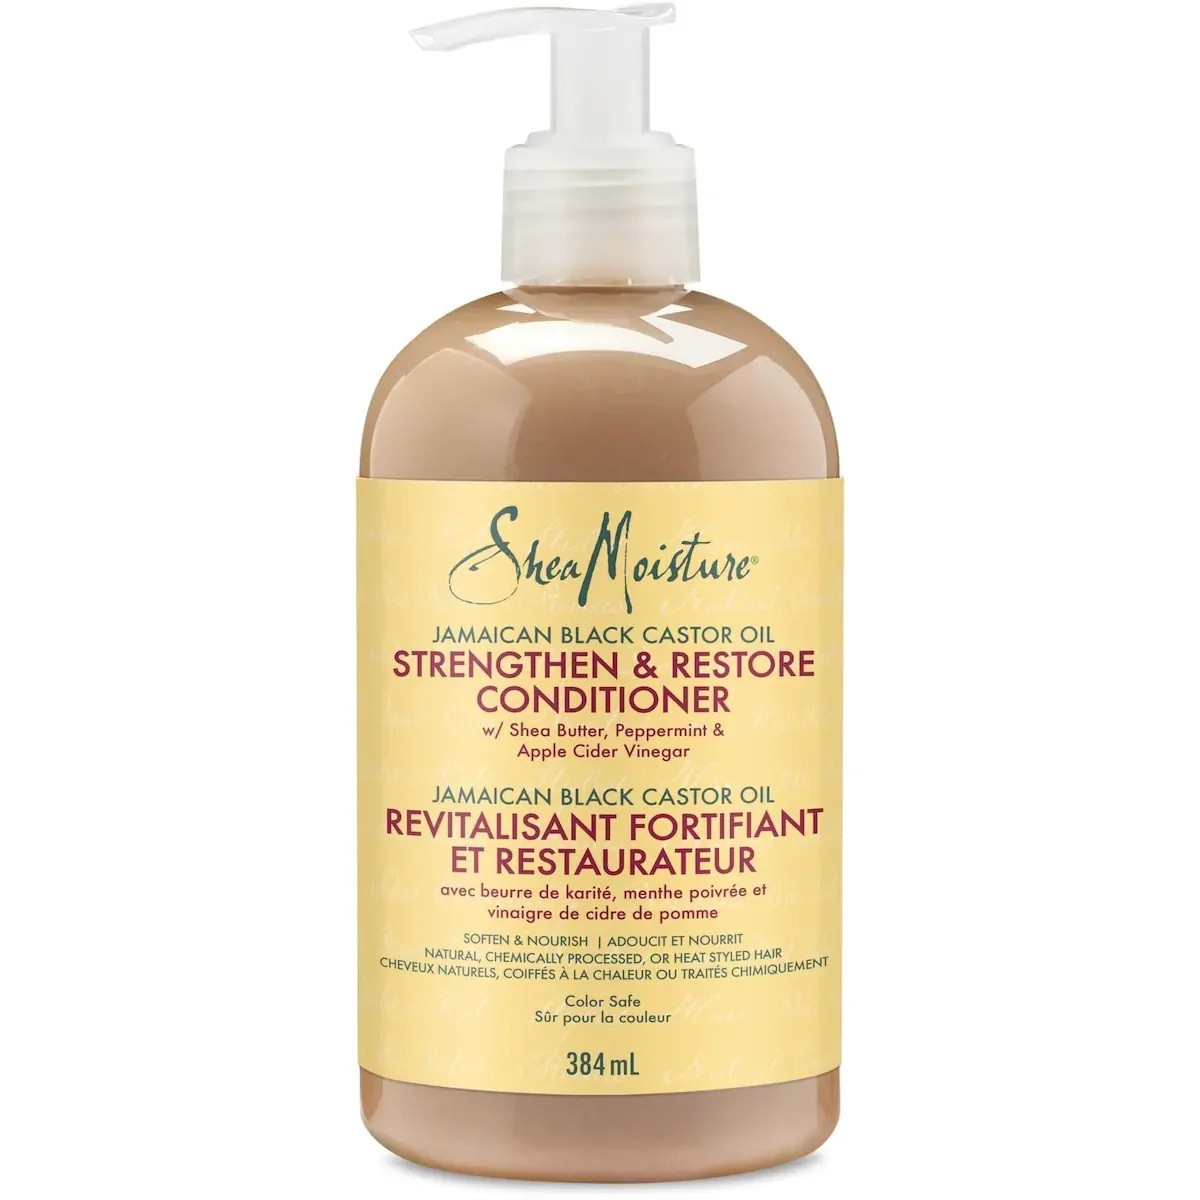 SheaMoisture®
JAMAICAN BLACK CASTOR OIL
STRENGTHEN & RESTORE
CONDITIONER
w/ Shea Butter, Peppermint &
Apple Cider Vinegar
JAMAICAN BLACK CASTOR OIL
REVITALISANT FORTIFIANT
ET RESTAURATEUR
avec beurre de karité, menthe poivrée et
vinaigre de cidre de pomme
SOFTEN & NOURISH | ADOUCIT ET NOURRIT
NATURAL, CHEMICALLY PROCESSED, OR HEAT STYLED HAIR
CHEVEUX NATURELS, COIFFÉS À LA CHALEUR OU TRAITÉS CHIMIQUEMENT
Color Safe
Sûr pour la couleur
384 mL